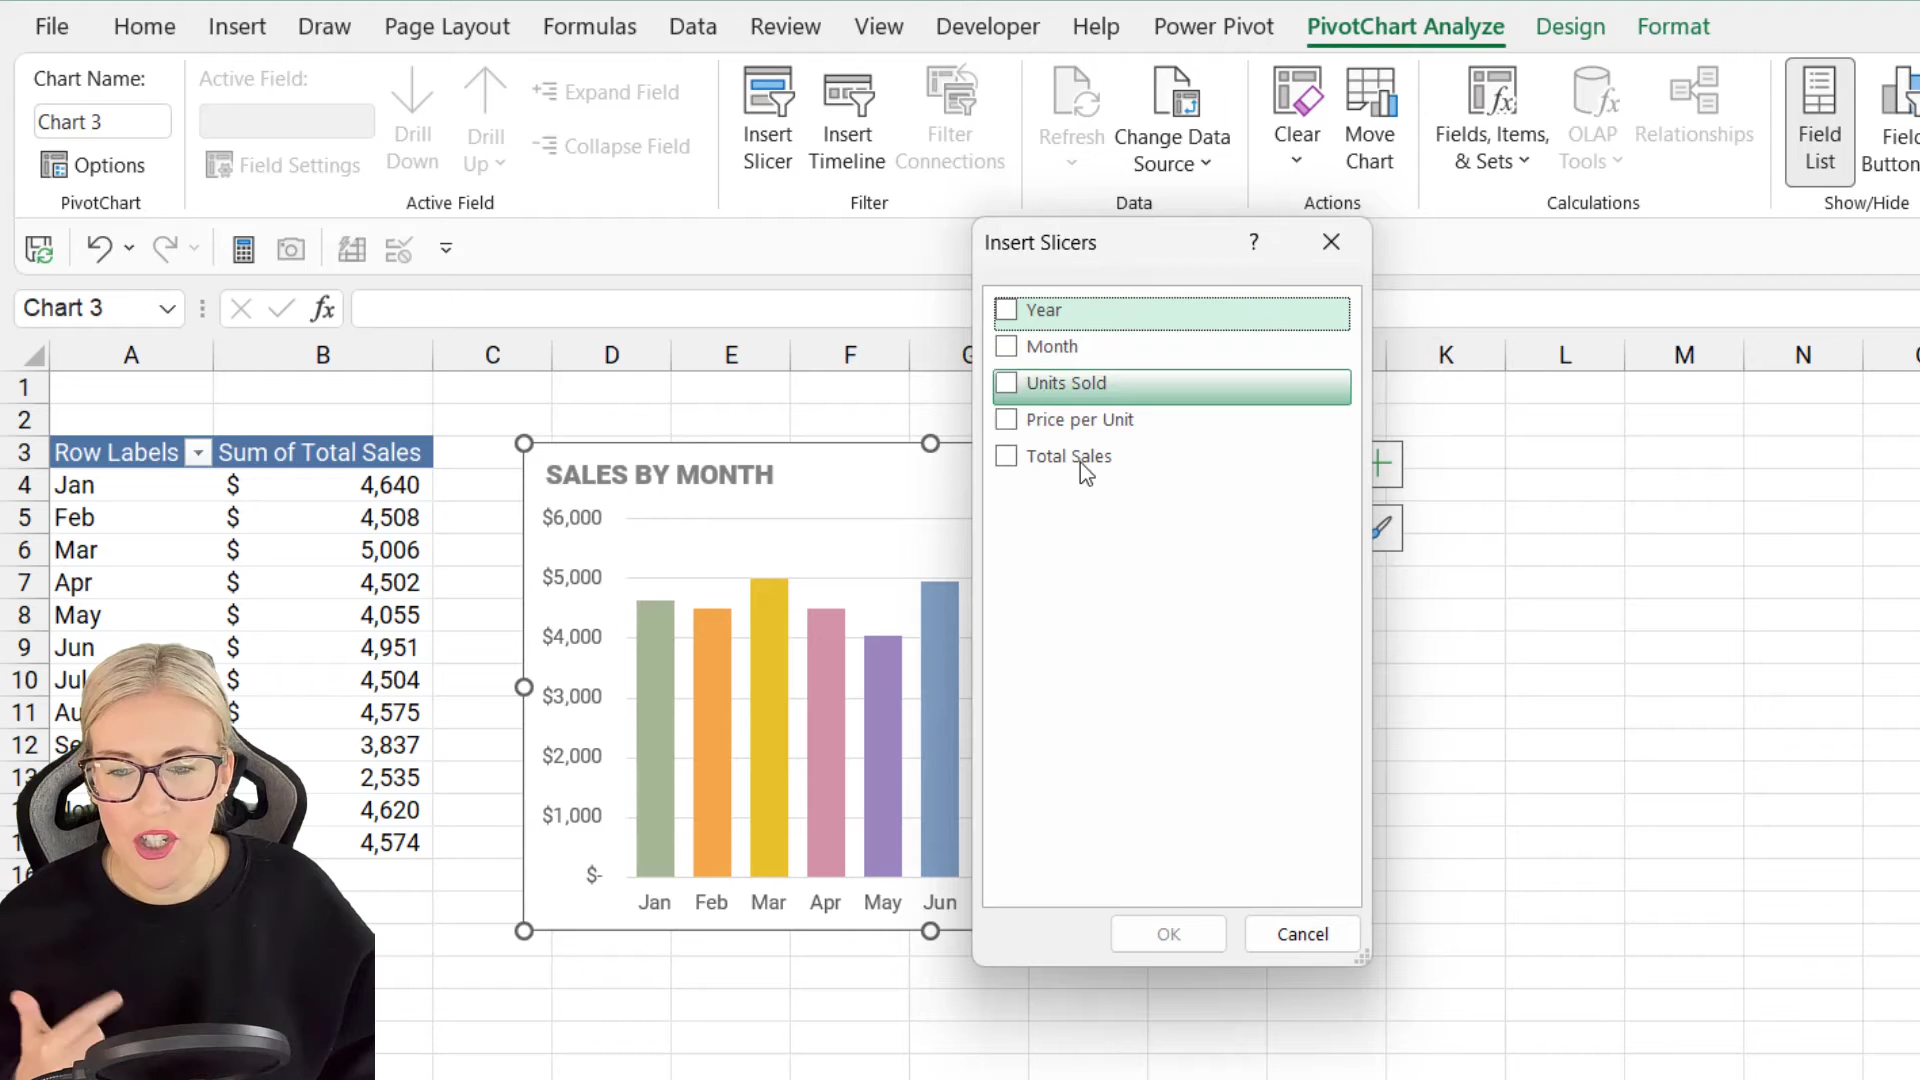 File Home Insert Draw Page Layout Formulas Data Review View Developer Help Power Pivot PivotChart Analyze Design Format
Chart Name:
Chart 3
Options
PivotChart
Active Field:
Field Settings
Drill Down
Drill Up
Expand Field
Collapse Field
Active Field
Insert Slicer
Insert Timeline
Filter Connections
Filter
Refresh
Change Data Source
Data
Clear
Move Chart
Actions
Fields, Items, & Sets
OLAP Tools
Relationships
Calculations
Field List
Field Buttons
Show/Hide
Chart 3
fx
A B C D E F G K L M N
1
2
3 Row Labels Sum of Total Sales
4 Jan $ 4,640
5 Feb $ 4,508
6 Mar $ 5,006
7 Apr $ 4,502
8 May $ 4,055
9 Jun $ 4,951
10 Jul $ 4,504
11 Au $ 4,575
12 Se 3,837
13 2,535
4,620
4,574
16
SALES BY MONTH
$6,000
$5,000
$4,000
$3,000
$2,000
$1,000
$-
Jan Feb Mar Apr May Jun
Insert Slicers ?
Year
Month
Units Sold
Price per Unit
Total Sales
OK Cancel